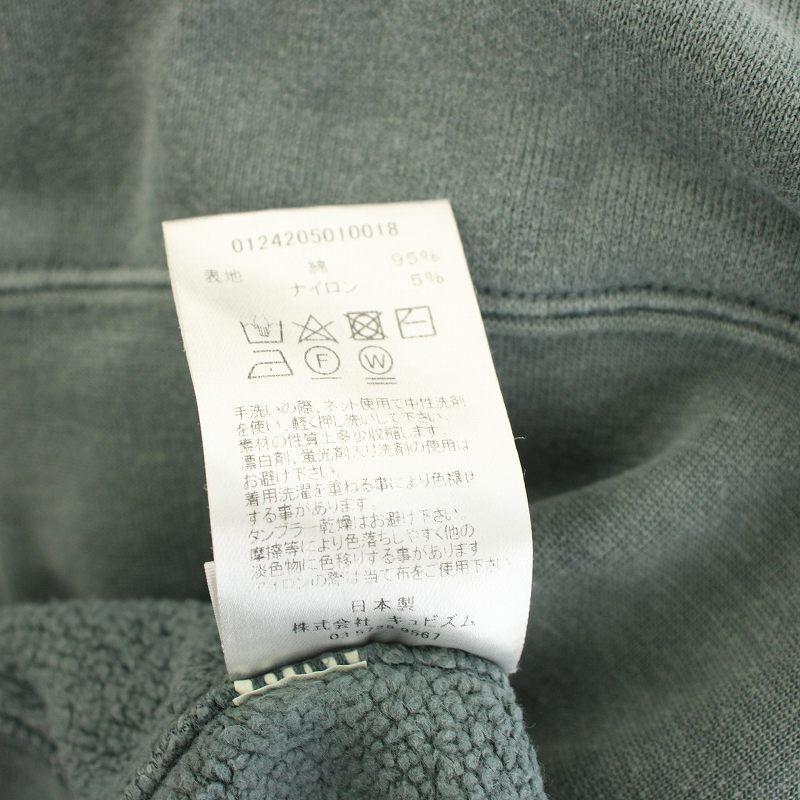 0124205010018
表地 綿 95%
ナイロン 5%
F W
手洗いの際、ネット使用で中性洗剤
を使い、軽く押し洗いして下さい。
素材の性質上多少収縮します。
漂白剤、蛍光剤入り洗剤の使用は
お避け下さい。
着用洗濯を重ねる事により色褪せ
する事があります。
タンブラー乾燥はお避け下さい。
摩擦等により色落ちしやすく他の
淡色物に色移りする事があります
アイロンの際は当て布をご使用下さい
日本製
株式会社 キュビズム